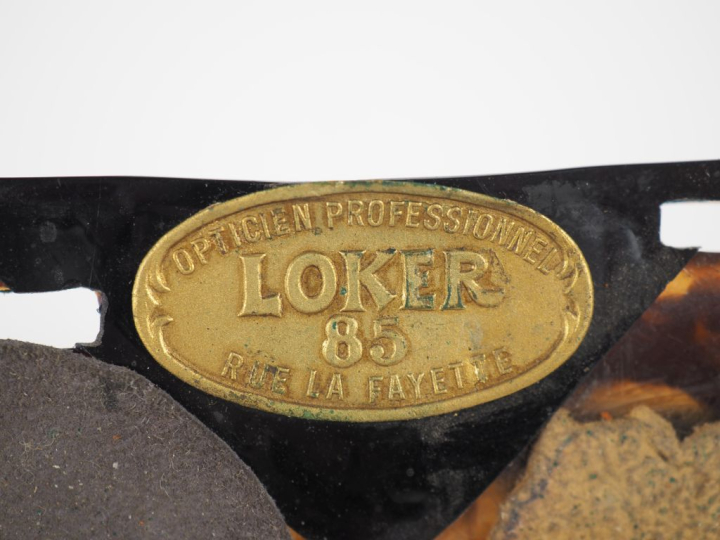 OPTICIEN PROFESSIONNEL
LOKER
85
RUE LA FAYETTE